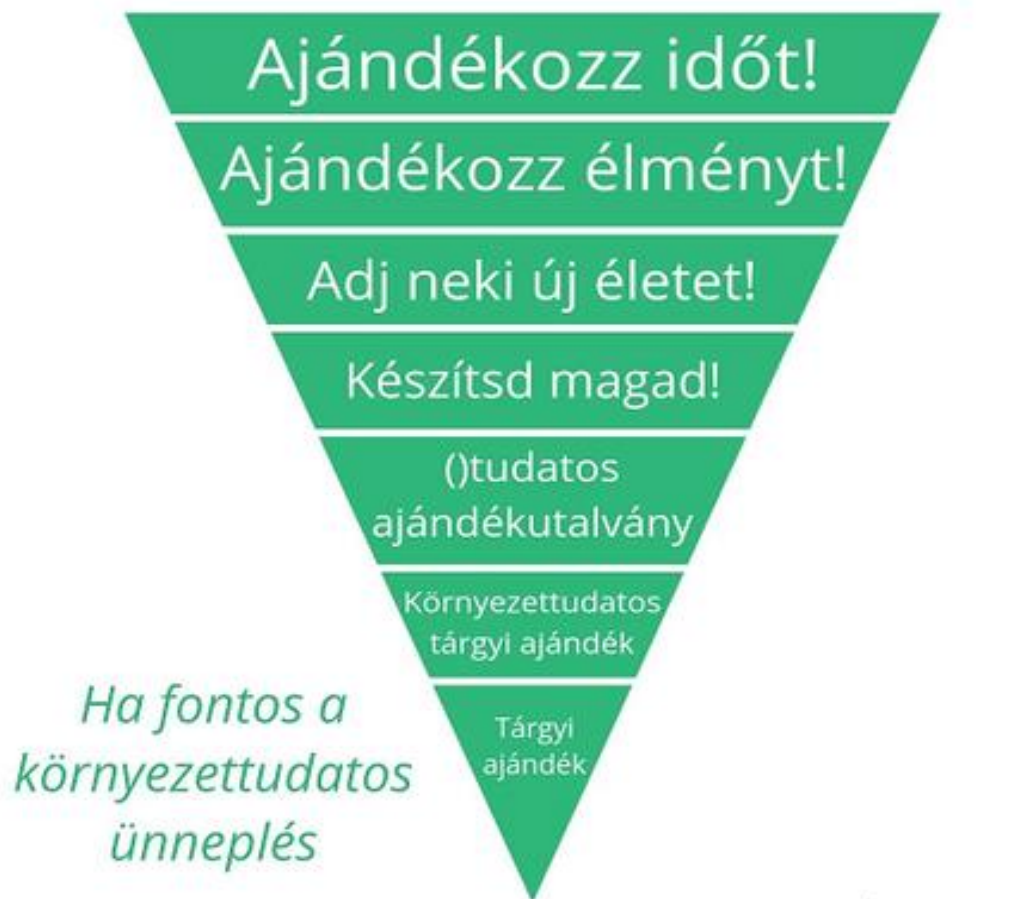 Ajándékozz időt!
Ajándékozz élményt!
Adj neki új életet!
Készítsd magad!
()tudatos
ajándékutalvány
Környezettudatos
tárgyi ajándék
Tárgyi
ajándék
Ha fontos a
környezettudatos
ünneplés